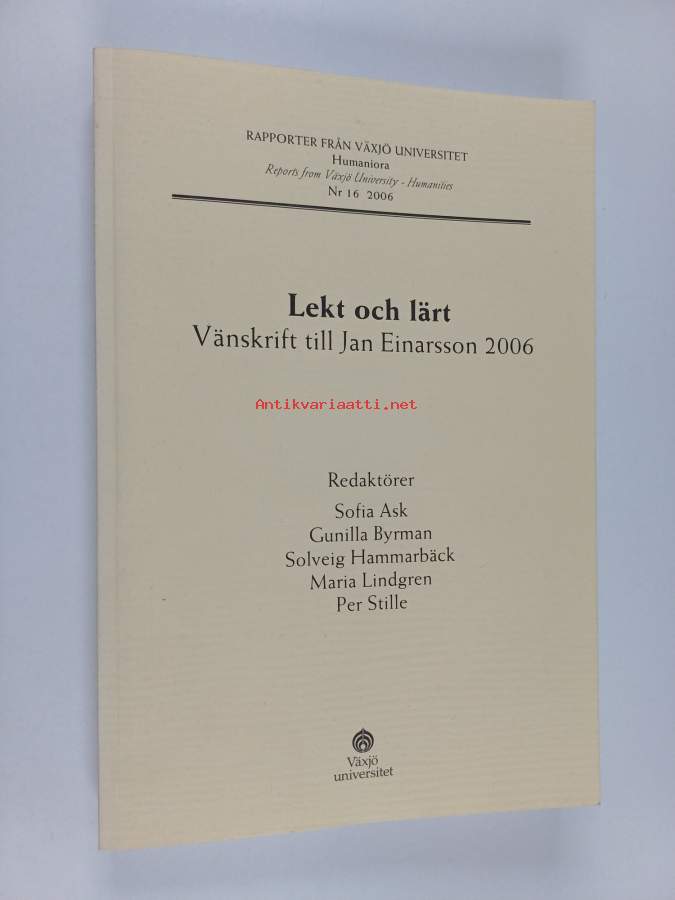 RAPPORTER FRÅN VÄXJÖ UNIVERSITET
Humaniora
Reports from Växjö University - Humanities
Nr 16 2006
Lekt och lärt
Vänskrift till Jan Einarsson 2006
Antikvariaatti.net
Redaktörer
Sofia Ask
Gunilla Byrman
Solveig Hammarbäck
Maria Lindgren
Per Stille
Växjö
universitet